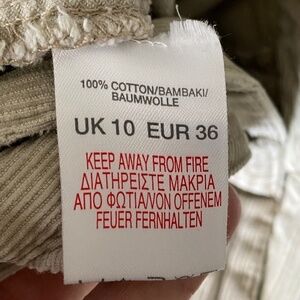 100% COTTON/BAMBAKI/
BAUMWOLLE
UK 10 EUR 36
KEEP AWAY FROM FIRE
ΔΙΑΤΗΡΕΙΣΤΕ ΜΑΚΡΙΑ
ΑΠΟ ΦΩΤΙΑ/VON OFFENEM
FEUER FERNHALTEN